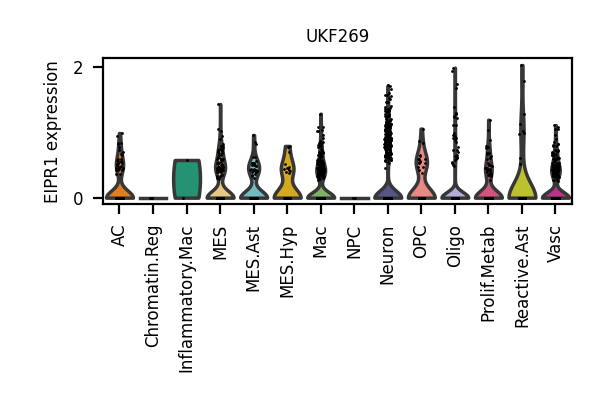 UKF269
EIPR1 expression
2
0
AC
Chromatin.Reg
Inflammatory.Mac
MES
MES.Ast
MES.Hyp
Mac
NPC
Neuron
OPC
Oligo
Prolif.Metab
Reactive.Ast
Vasc